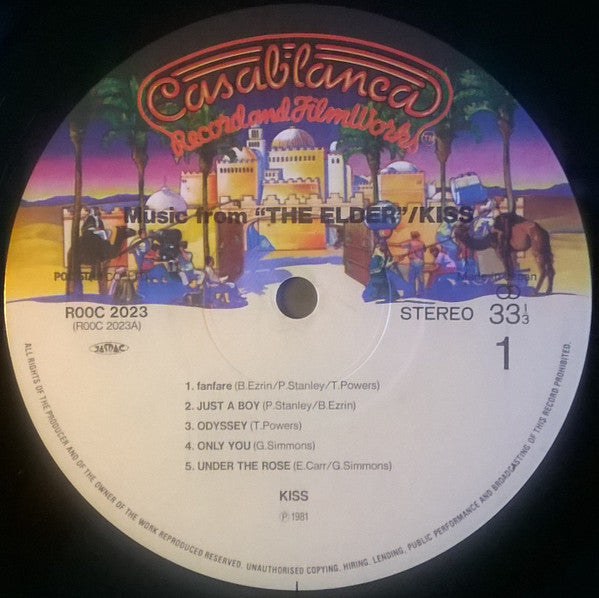 Casablanca
Record and FilmWorks™
Music from "THE ELDER"/KISS
R00C 2023
(R00C 2023A)
JASRAC
STEREO 33 1/3
1
1. fanfare (B.Ezrin/P.Stanley/T.Powers)
2. JUST A BOY (P.Stanley/B.Ezrin)
3. ODYSSEY (T.Powers)
4. ONLY YOU (G.Simmons)
5. UNDER THE ROSE (E.Carr/G.Simmons)
KISS
Ⓟ 1981
ALL RIGHTS OF THE PRODUCER AND OF THE OWNER OF THE WORK REPRODUCED RESERVED. UNAUTHORISED COPYING, HIRING, LENDING, PUBLIC PERFORMANCE AND BROADCASTING OF THIS RECORD PROHIBITED.